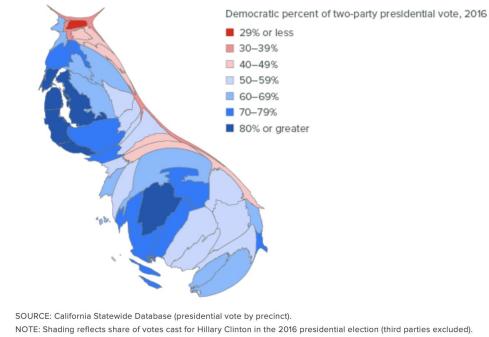 Democratic percent of two-party presidential vote, 2016
29% or less
30–39%
40–49%
50–59%
60–69%
70–79%
80% or greater
SOURCE: California Statewide Database (presidential vote by precinct).
NOTE: Shading reflects share of votes cast for Hillary Clinton in the 2016 presidential election (third parties excluded).